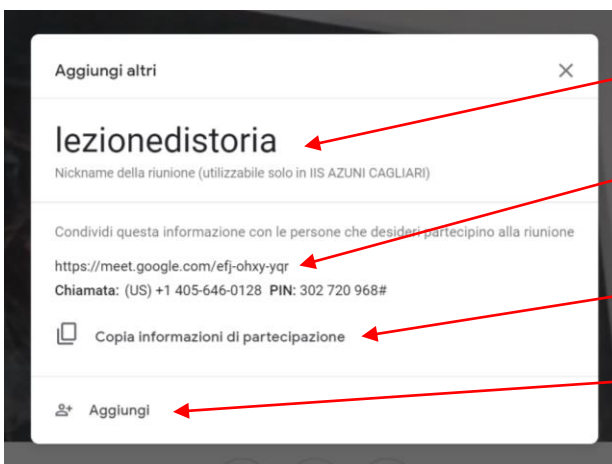 Aggiungi altri
lezionedistoria
Nickname della riunione (utilizzabile solo in IIS AZUNI CAGLIARI)
Condividi questa informazione con le persone che desideri partecipino alla riunione
https://meet.google.com/efj-ohxy-yqr
Chiamata: (US) +1 405-646-0128 PIN: 302 720 968#
Copia informazioni di partecipazione
Aggiungi